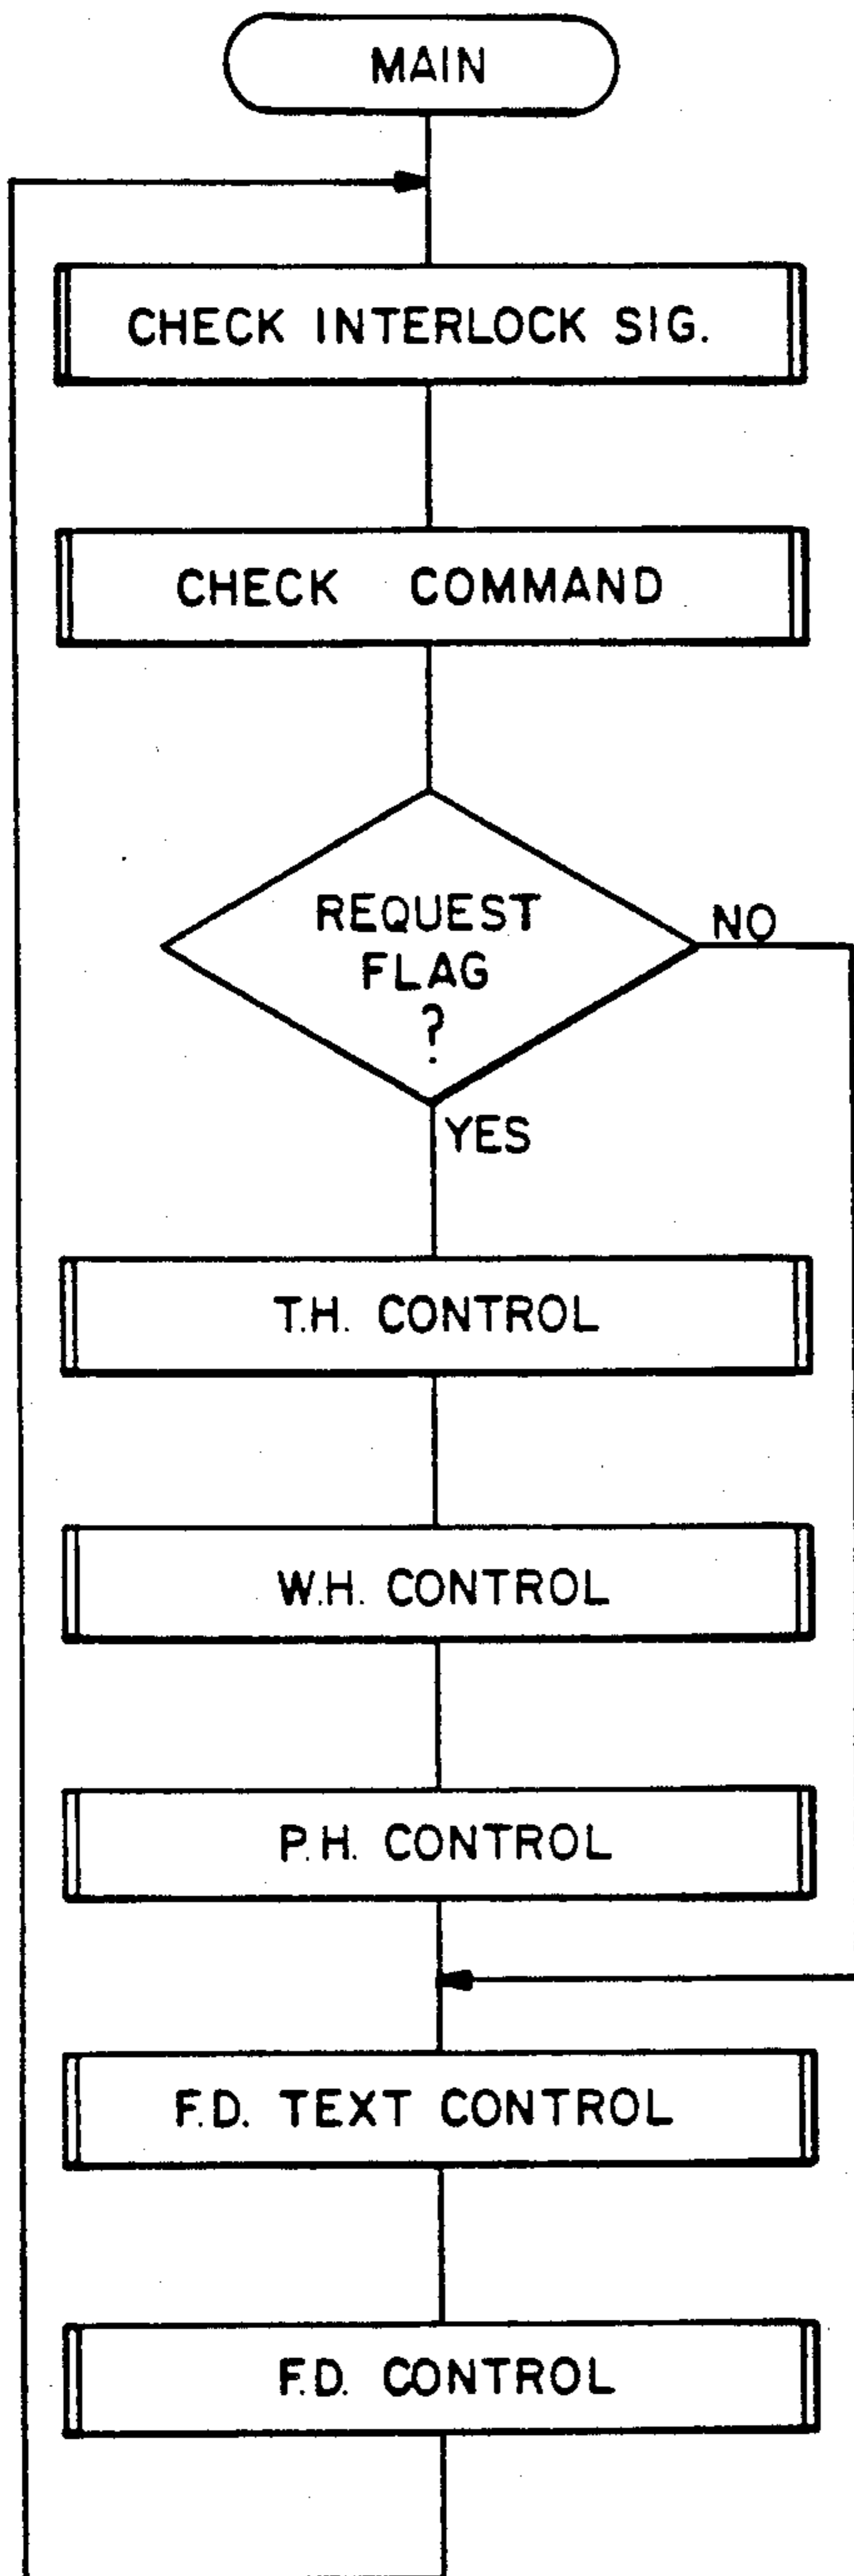 MAIN
CHECK INTERLOCK SIG.
CHECK COMMAND
REQUEST
FLAG
?
NO
YES
T.H. CONTROL
W.H. CONTROL
P.H. CONTROL
F.D. TEXT CONTROL
F.D. CONTROL